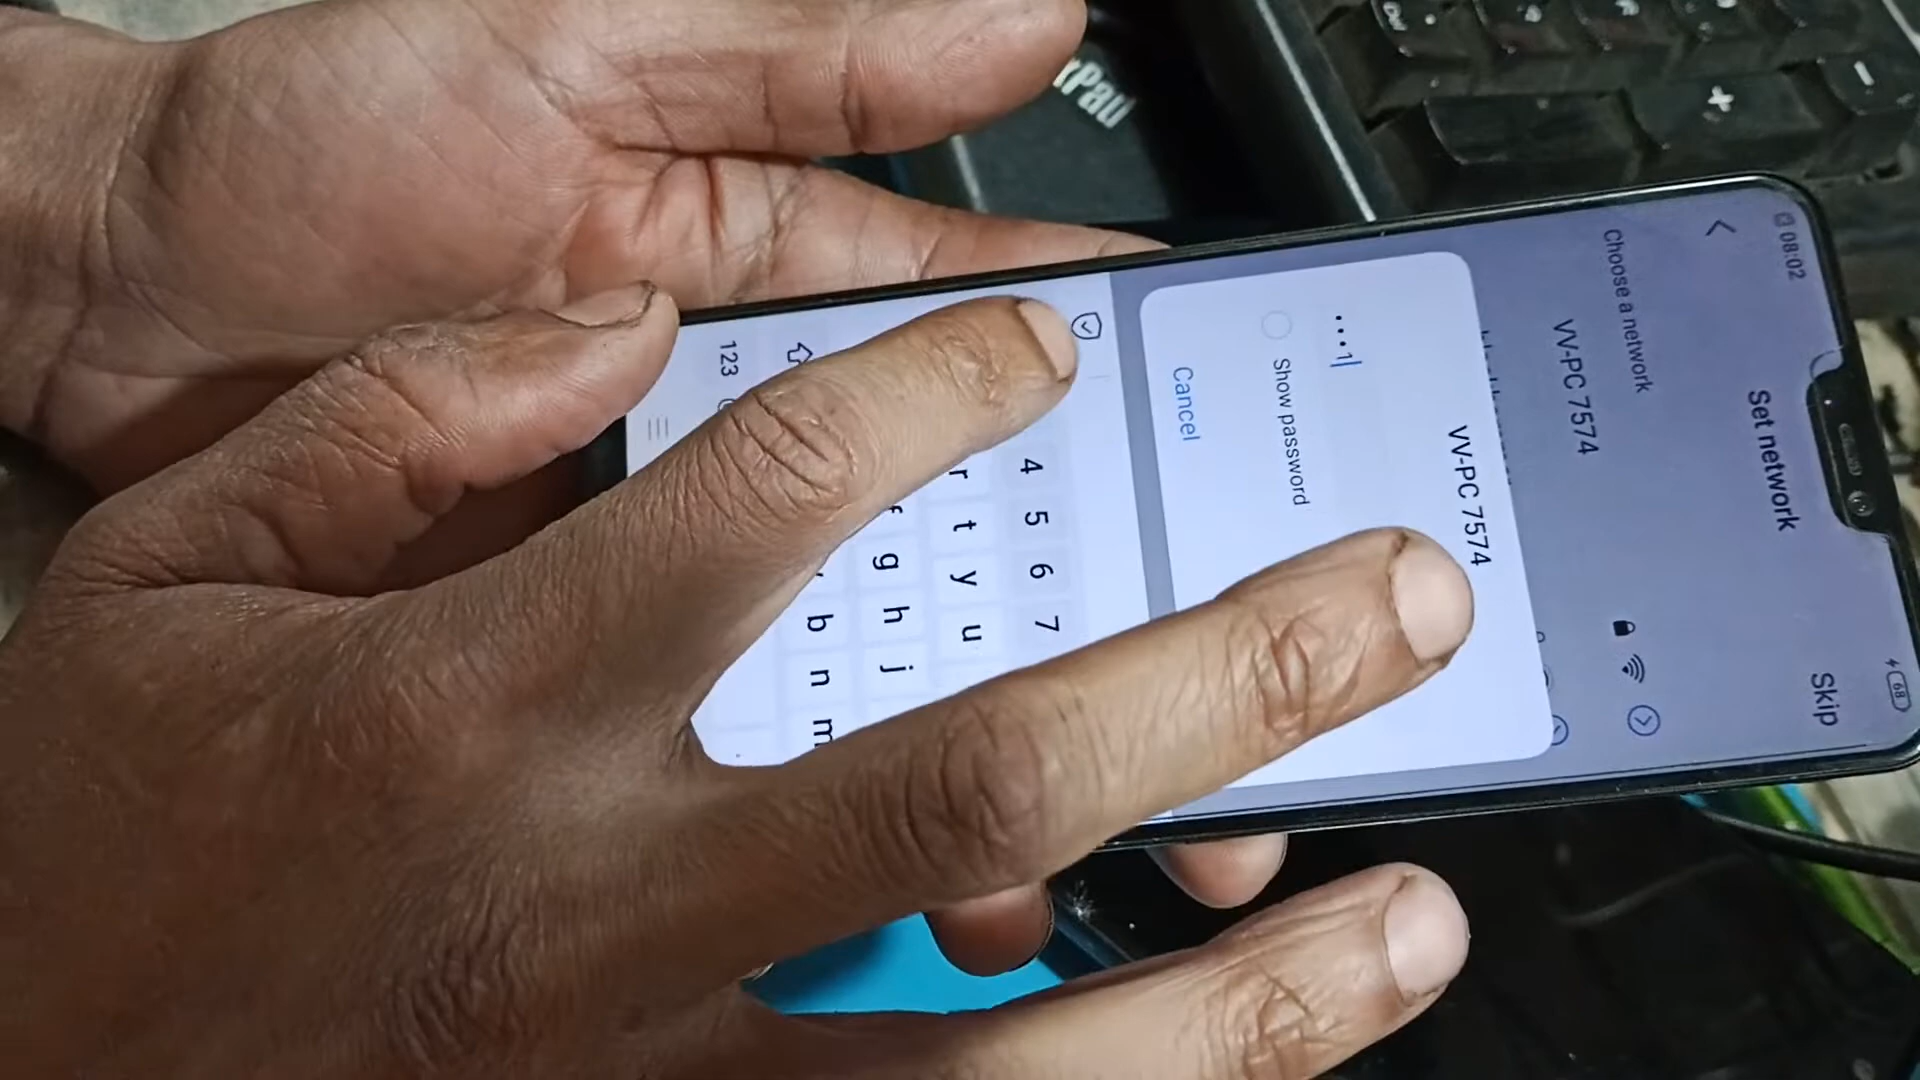 08:02
68
Set network
Skip
Choose a network
VV-PC 7574
VV-PC 7574
•••1
Show password
Cancel
4 5 6 7
r t y u
f g h j
b n m
123
+
-